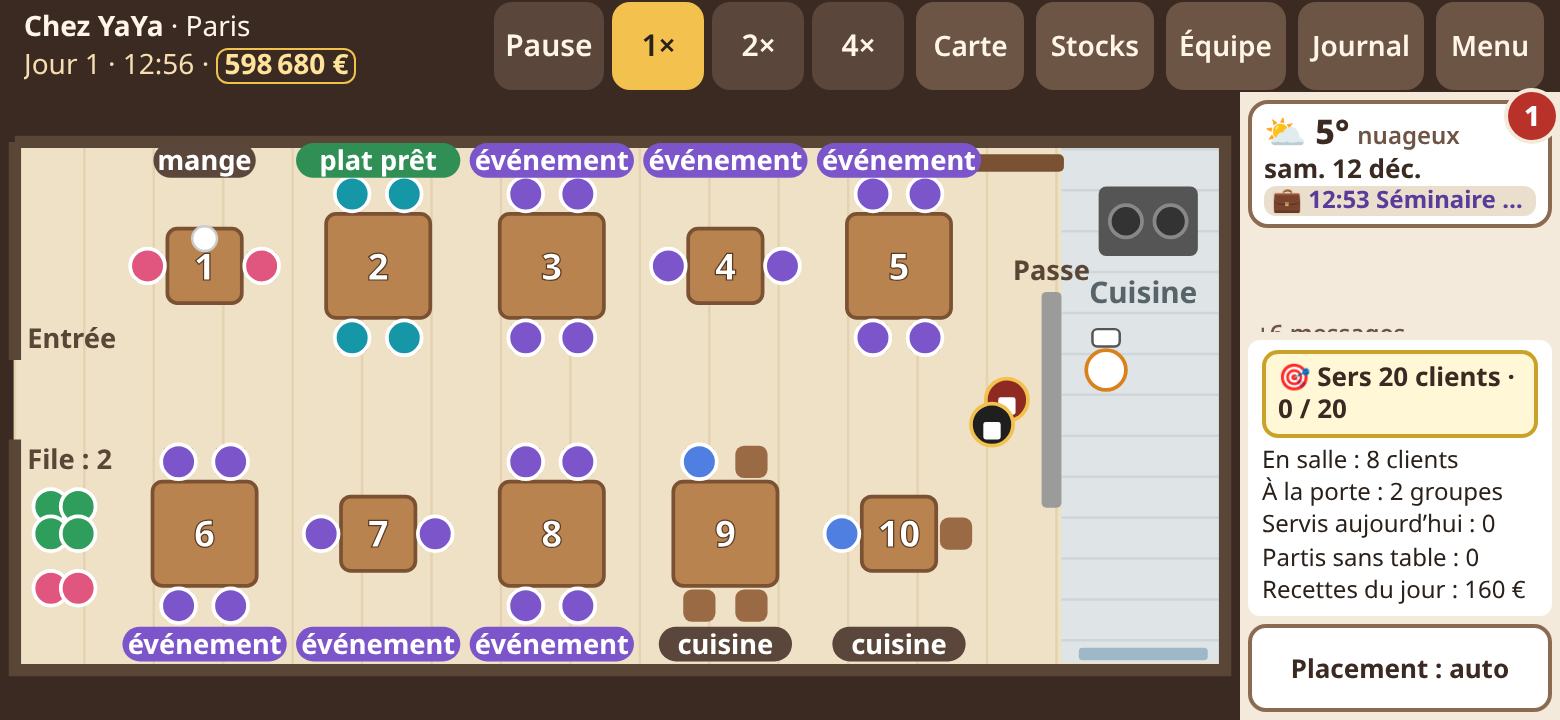 Chez YaYa · Paris
Jour 1 · 12:56 · 598 680 €
Pause
1×
2×
4×
Carte
Stocks
Équipe
Journal
Menu
mange
plat prêt
événement
événement
événement
1
2
3
4
5
Passe
Cuisine
Entrée
File : 2
6
7
8
9
10
événement
événement
événement
cuisine
cuisine
1
5° nuageux
sam. 12 déc.
12:53 Séminaire ...
+6 messages
Sers 20 clients ·
0 / 20
En salle : 8 clients
À la porte : 2 groupes
Servis aujourd’hui : 0
Partis sans table : 0
Recettes du jour : 160 €
Placement : auto